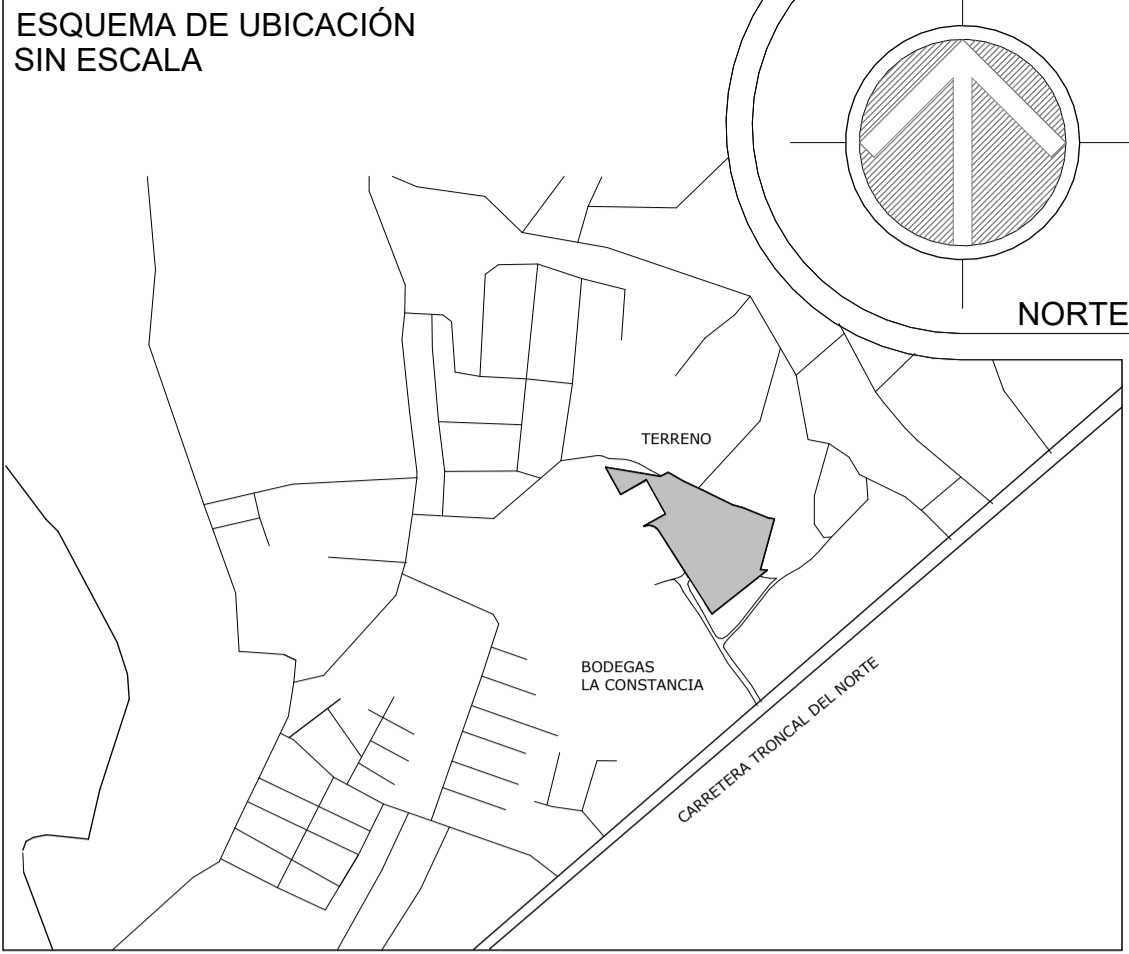 ESQUEMA DE UBICACIÓN
SIN ESCALA
NORTE
TERRENO
BODEGAS
LA CONSTANCIA
CARRETERA TRONCAL DEL NORTE